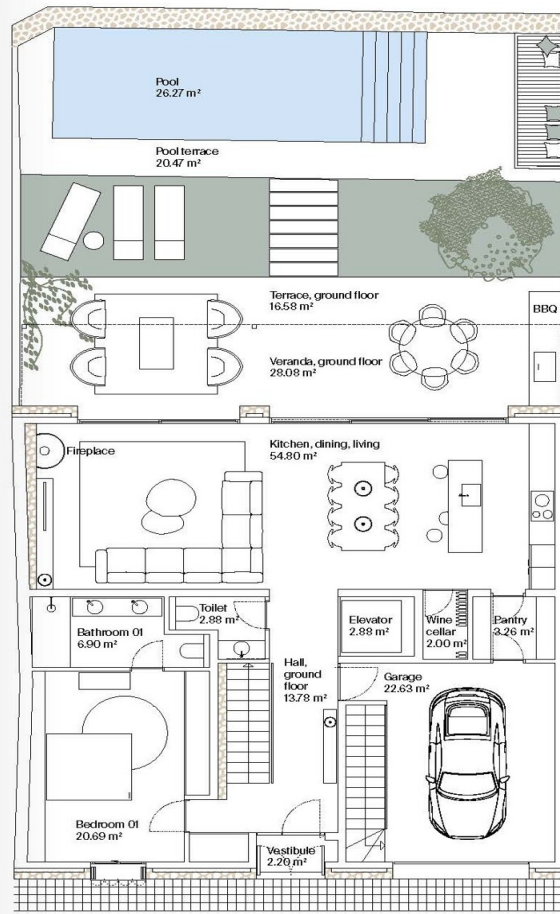 Pool
26.27 m²
Pool terrace
20.47 m²
Terrace, ground floor
16.58 m²
BBQ
Veranda, ground floor
28.08 m²
Kitchen, dining, living
54.80 m²
Fireplace
Toilet
2.88 m²
Bathroom 01
6.90 m²
Elevator
2.88 m²
Wine
cellar
2.00 m²
Pantry
3.26 m²
Hall,
ground
floor
13.78 m²
Garage
22.63 m²
Bedroom 01
20.69 m²
Vestibule
2.20 m²